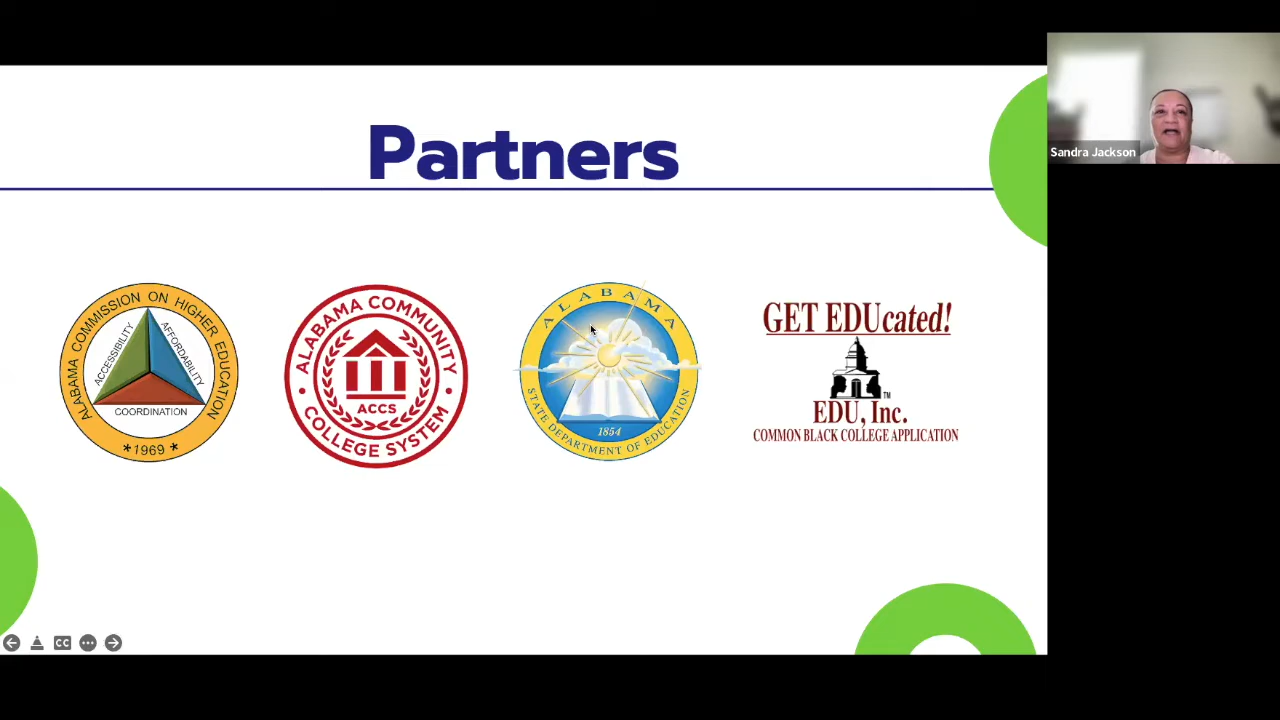 Partners
Sandra Jackson
ALABAMA COMMISSION ON HIGHER EDUCATION
ACCESSIBILITY
AFFORDABILITY
COORDINATION
*1969*
ALABAMA COMMUNITY
ACCS
• COLLEGE SYSTEM •
ALABAMA
1854
STATE DEPARTMENT OF EDUCATION
GET EDUcated!
TM
EDU, Inc.
COMMON BLACK COLLEGE APPLICATION
CC